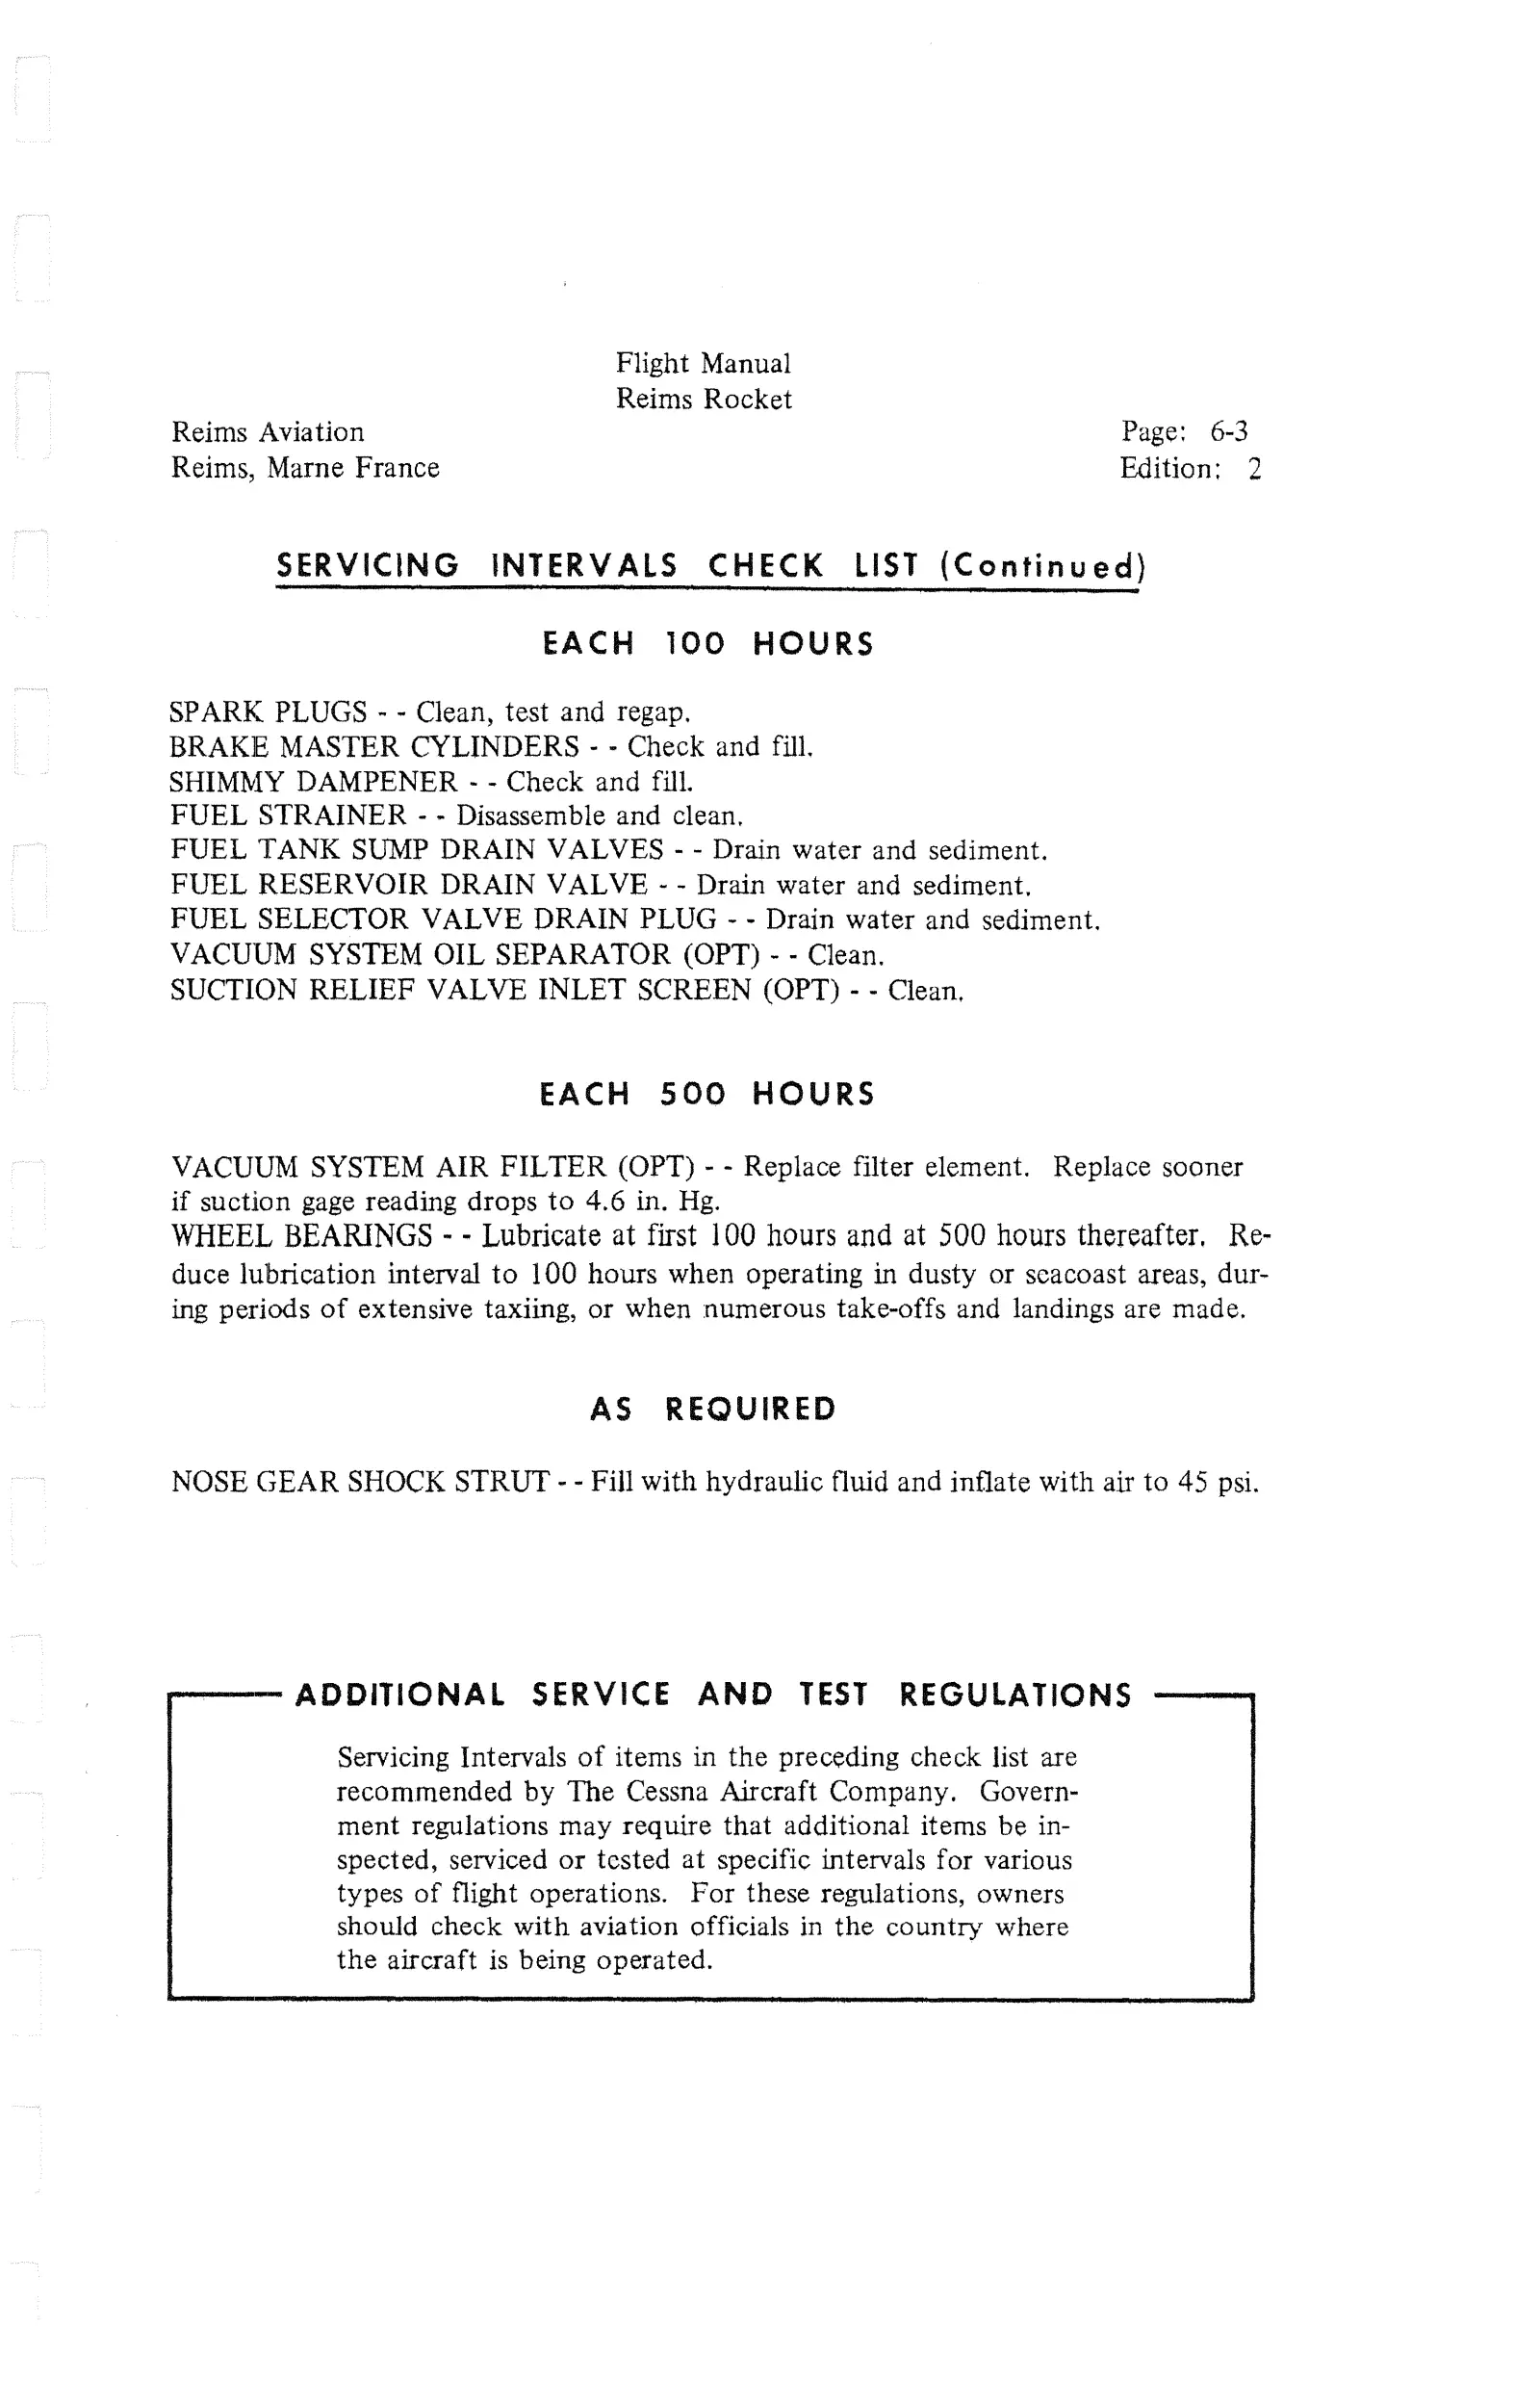 Flight Manual
Reims Rocket
Reims Aviation
Page: 6-3
Reims, Marne France
Edition: 2
SERVICING INTERVALS CHECK LIST (Continued)
EACH 100 HOURS
SPARK PLUGS - - Clean, test and regap.
BRAKE MASTER CYLINDERS - - Check and fill.
SHIMMY DAMPENER - - Check and fill.
FUEL STRAINER - - Disassemble and clean.
FUEL TANK SUMP DRAIN VALVES - - Drain water and sediment.
FUEL RESERVOIR DRAIN VALVE - - Drain water and sediment.
FUEL SELECTOR VALVE DRAIN PLUG - - Drain water and sediment.
VACUUM SYSTEM OIL SEPARATOR (OPT) - - Clean.
SUCTION RELIEF VALVE INLET SCREEN (OPT) - - Clean.
EACH 500 HOURS
VACUUM SYSTEM AIR FILTER (OPT) - - Replace filter element. Replace sooner
if suction gage reading drops to 4.6 in. Hg.
WHEEL BEARINGS - - Lubricate at first 100 hours and at 500 hours thereafter. Re-
duce lubrication interval to 100 hours when operating in dusty or seacoast areas, dur-
ing periods of extensive taxiing, or when numerous take-offs and landings are made.
AS REQUIRED
NOSE GEAR SHOCK STRUT - - Fill with hydraulic fluid and inflate with air to 45 psi.
ADDITIONAL SERVICE AND TEST REGULATIONS
Servicing Intervals of items in the preceding check list are
recommended by The Cessna Aircraft Company. Govern-
ment regulations may require that additional items be in-
spected, serviced or tested at specific intervals for various
types of flight operations. For these regulations, owners
should check with aviation officials in the country where
the aircraft is being operated.